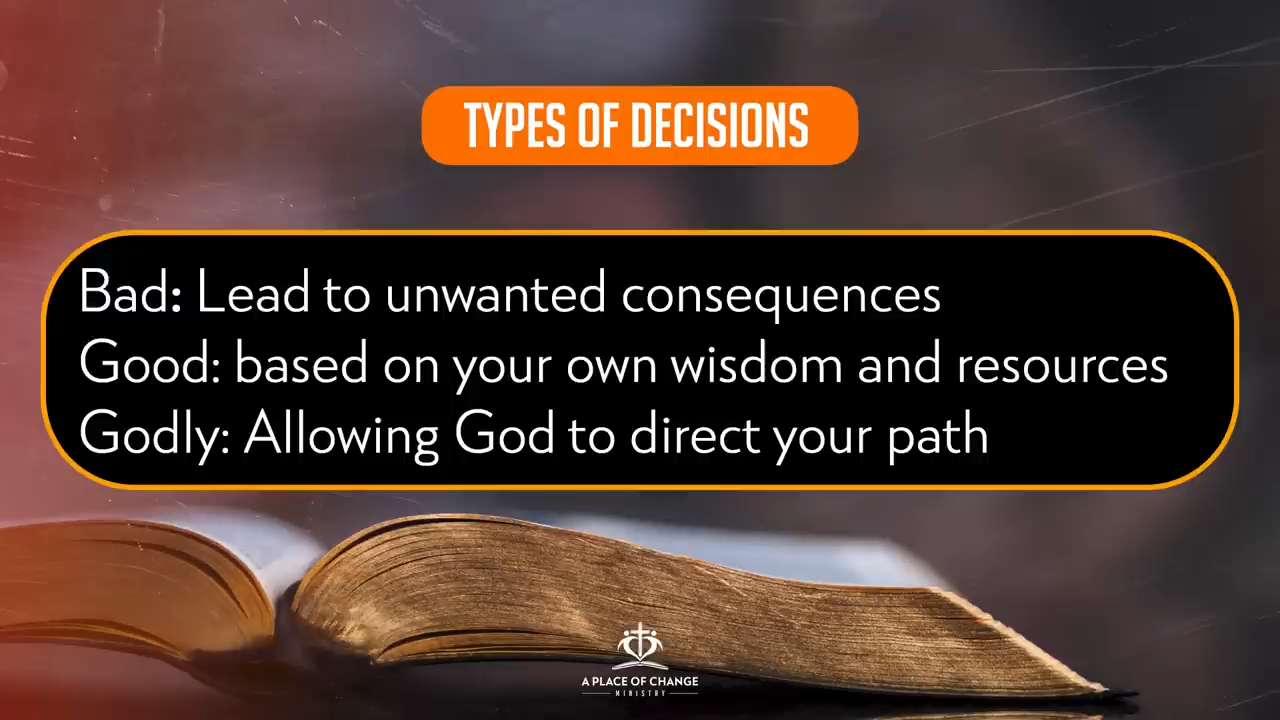 TYPES OF DECISIONS
Bad: Lead to unwanted consequences
Good: based on your own wisdom and resources
Godly: Allowing God to direct your path
A PLACE OF CHANGE
MINISTRY